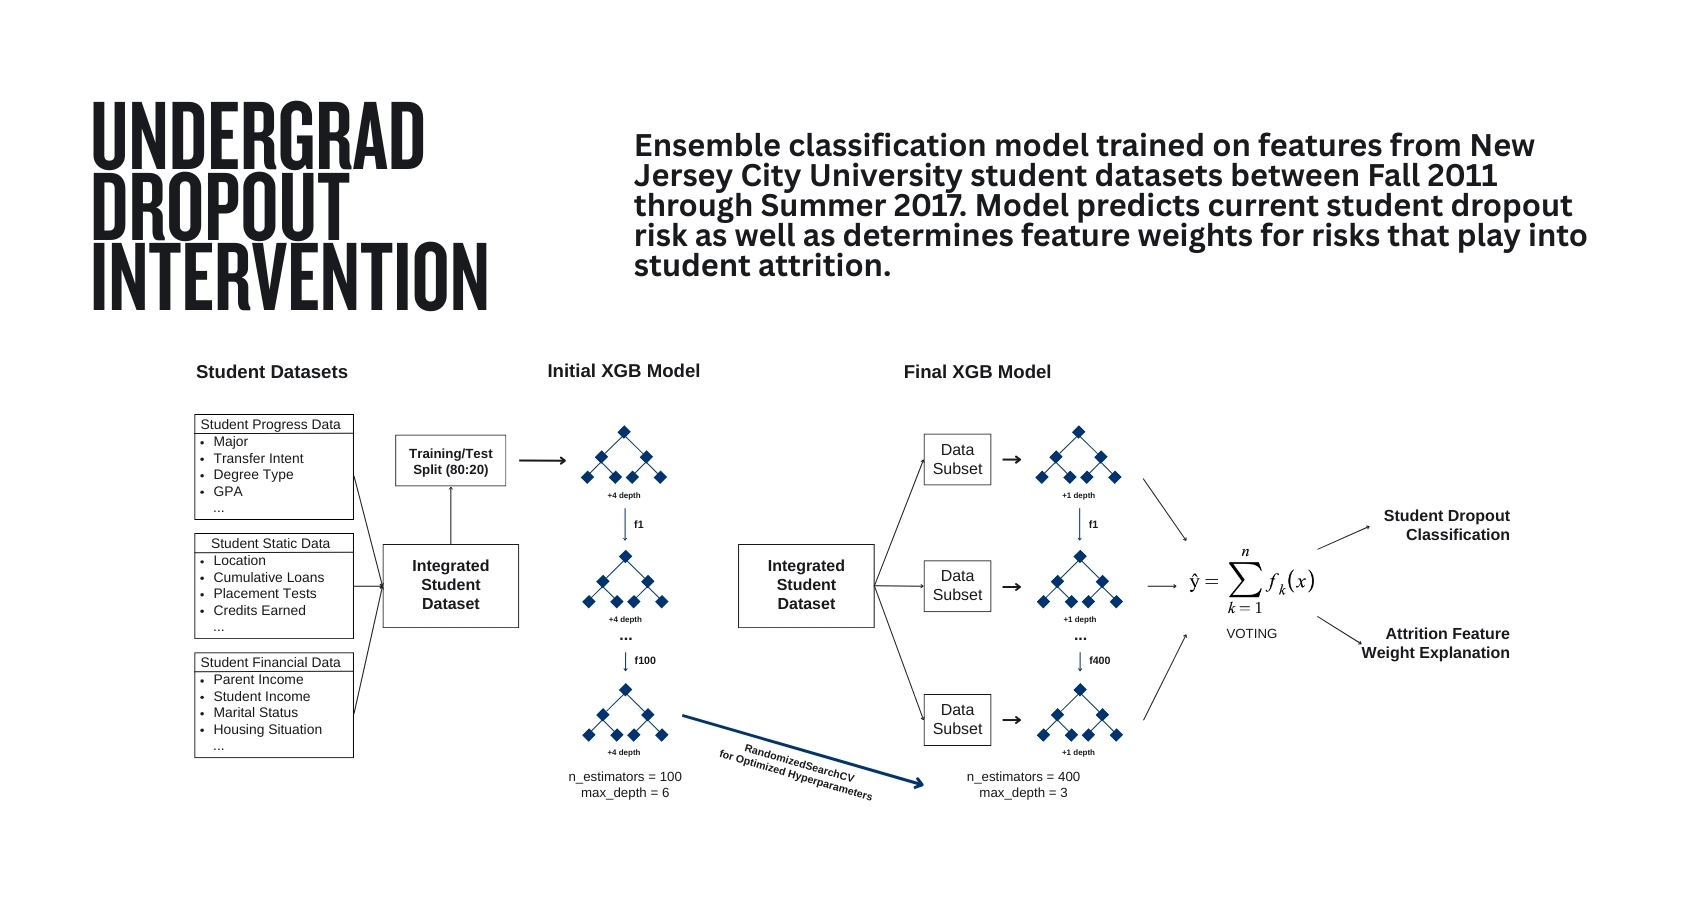 UNDERGRAD
DROPOUT
INTERVENTION
Ensemble classification model trained on features from New
Jersey City University student datasets between Fall 2011
through Summer 2017. Model predicts current student dropout
risk as well as determines feature weights for risks that play into
student attrition.
Student Datasets
Student Progress Data
• Major
• Transfer Intent
• Degree Type
• GPA
...
Student Static Data
• Location
• Cumulative Loans
• Placement Tests
• Credits Earned
...
Student Financial Data
• Parent Income
• Student Income
• Marital Status
• Housing Situation
...
Training/Test
Split (80:20)
Integrated
Student
Dataset
Initial XGB Model
+4 depth
f1
+4 depth
...
f100
+4 depth
n_estimators = 100
max_depth = 6
RandomizedSearchCV
for Optimized Hyperparameters
Final XGB Model
Integrated
Student
Dataset
Data
Subset
Data
Subset
Data
Subset
+1 depth
f1
+1 depth
...
f400
+1 depth
n_estimators = 400
max_depth = 3
n
ŷ = ∑ fk(x)
k = 1
VOTING
Student Dropout
Classification
Attrition Feature
Weight Explanation